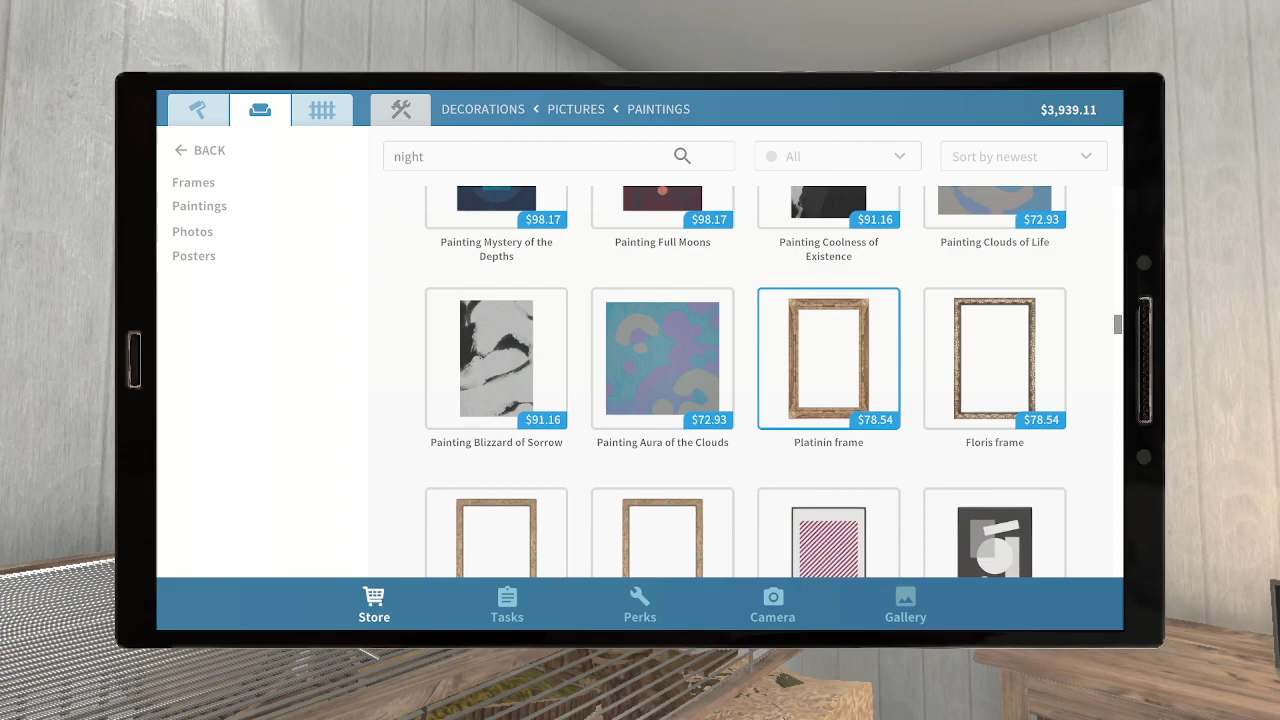 DECORATIONS < PICTURES < PAINTINGS
$3,939.11
BACK
Frames
Paintings
Photos
Posters
night
All
Sort by newest
$98.17
$98.17
$91.16
$72.93
Painting Mystery of the
Depths
Painting Full Moons
Painting Coolness of
Existence
Painting Clouds of Life
$91.16
$72.93
$78.54
$78.54
Painting Blizzard of Sorrow
Painting Aura of the Clouds
Platinin frame
Floris frame
Store
Tasks
Perks
Camera
Gallery